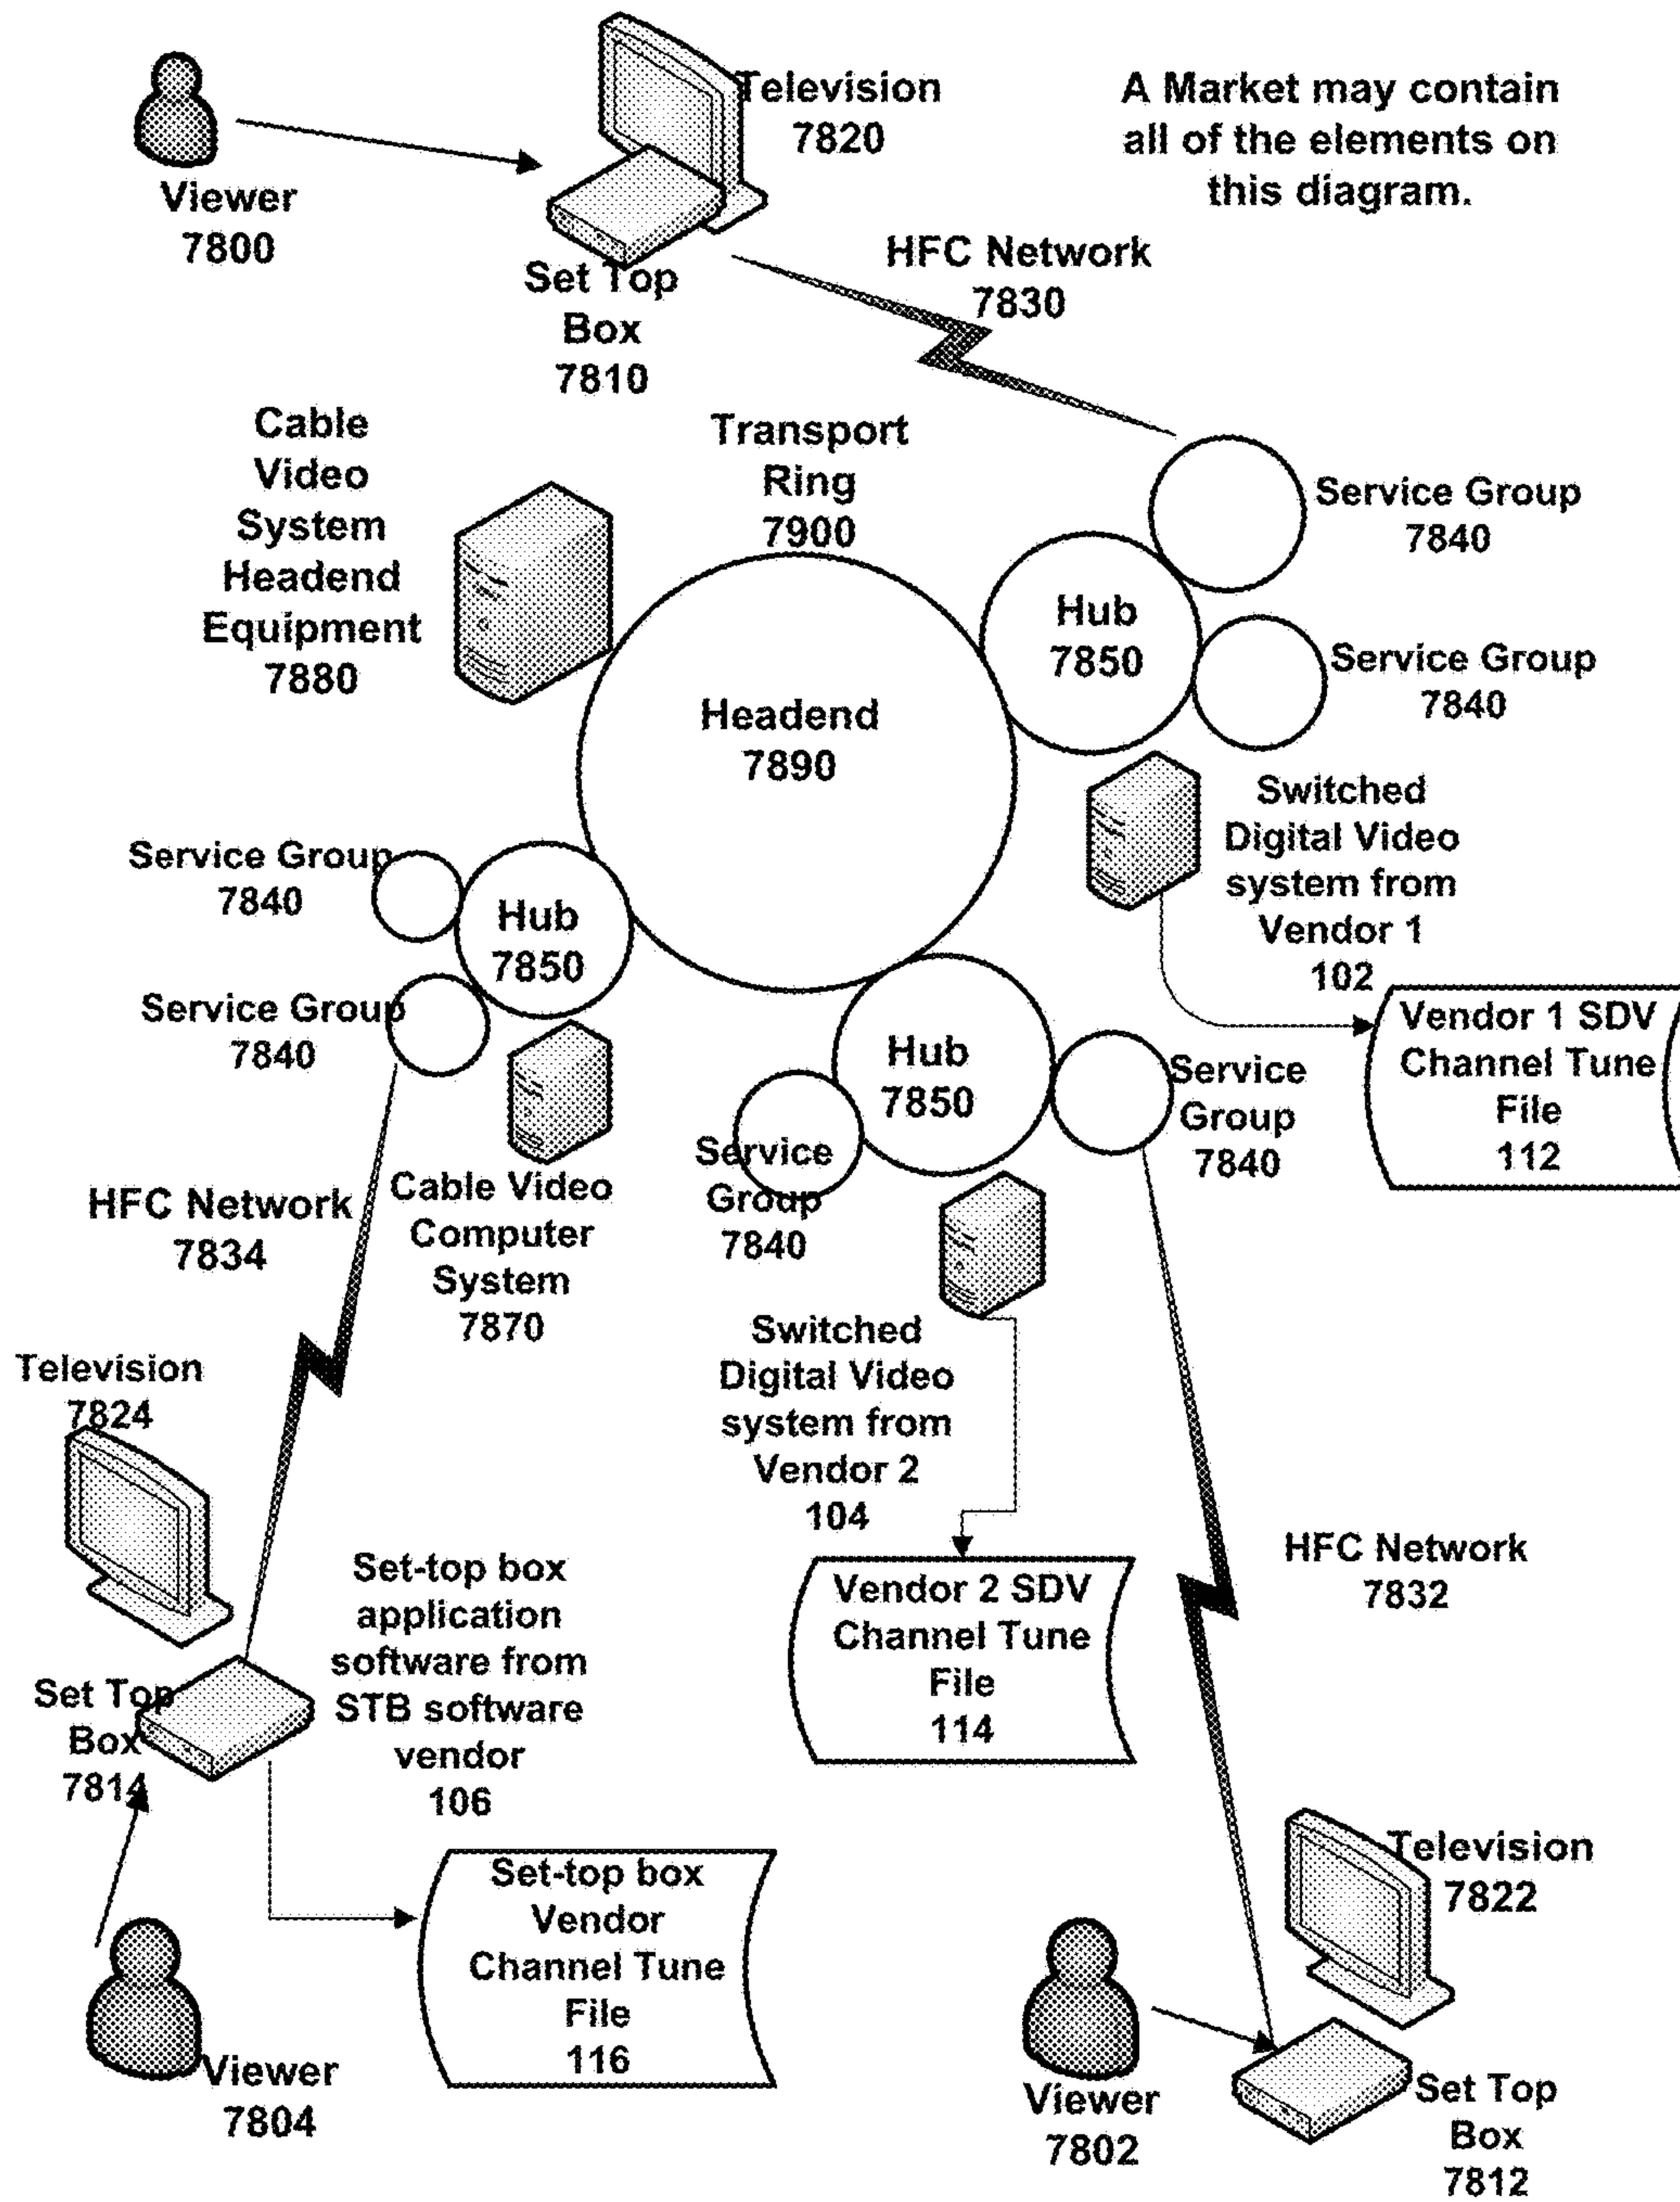 Television
7820
A Market may contain
all of the elements on
this diagram.
Viewer
7800
Set Top
Box
7810
HFC Network
7830
Cable
Video
System
Headend
Equipment
7880
Transport
Ring
7900
Service Group
7840
Hub
7850
Service Group
7840
Headend
7890
Switched
Digital Video
system from
Vendor 1
102
Service Group
7840
Hub
7850
Service Group
7840
Vendor 1 SDV
Channel Tune
File
112
Hub
7850
Service
Group
7840
Service
Group
7840
HFC Network
7834
Cable Video
Computer
System
7870
Switched
Digital Video
system from
Vendor 2
104
Television
7824
HFC Network
7832
Set-top box
application
software from
STB software
vendor
106
Vendor 2 SDV
Channel Tune
File
114
Set Top
Box
7814
Television
7822
Set-top box
Vendor
Channel Tune
File
116
Viewer
7804
Viewer
7802
Set Top
Box
7812